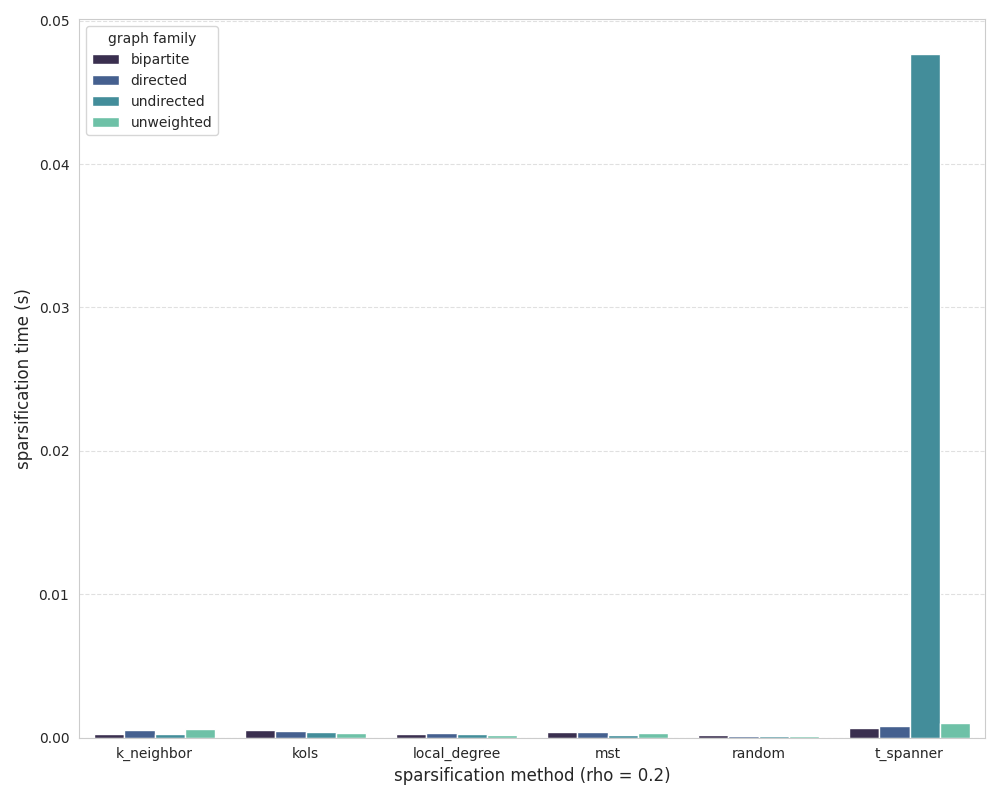 graph family
bipartite
directed
undirected
unweighted
0.05
0.04
0.03
0.02
0.01
0.00
sparsification time (s)
k_neighbor kols local_degree mst random t_spanner
sparsification method (rho = 0.2)